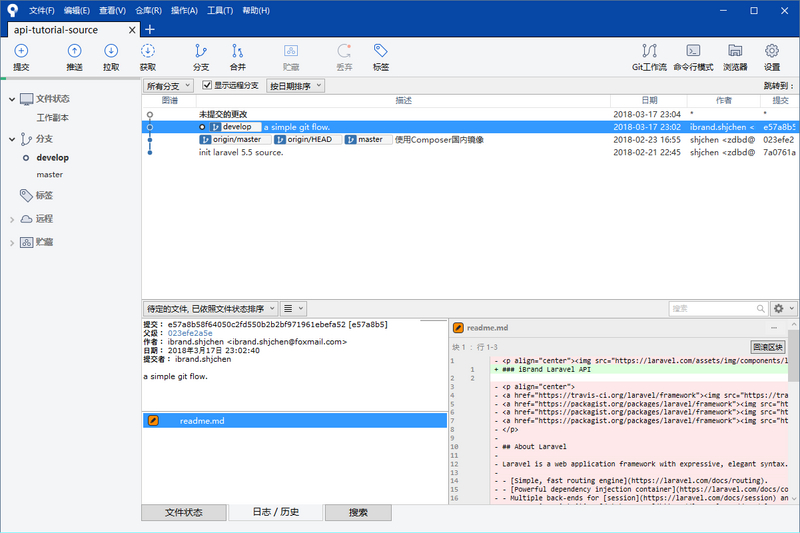 文件(F) 编辑(E) 查看(V) 仓库(R) 操作(A) 工具(T) 帮助(H)
api-tutorial-source
提交 推送 拉取 获取 分支 合并 贮藏 丢弃 标签 Git工作流 命令行模式 浏览器 设置
所有分支 显示远程分支 按日期排序 跳转到：
文件状态
工作副本
分支
develop
master
标签
远程
贮藏
图谱 描述 日期 作者 提交
未提交的更改 2018-03-17 23:04 * *
develop a simple git flow. 2018-03-17 23:02 ibrand.shjchen < e57a8b5
origin/master origin/HEAD master 使用Composer国内镜像 2018-02-23 16:55 shjchen <zdbd@ 023efe2
init laravel 5.5 source. 2018-02-21 22:45 shjchen <zdbd@ 7a0761a
待定的文件, 已依照文件状态排序 搜索
提交： e57a8b58f64050c2fd550b2b2bf971961ebefa52 [e57a8b5]
父级： 023efe2a5e
作者： ibrand.shjchen <ibrand.shjchen@foxmail.com>
日期： 2018年3月17日 23:02:40
提交者： ibrand.shjchen
a simple git flow.
readme.md
readme.md
块 1 ： 行 1-3 回滚区块
1 - <p align="center"><img src="https://laravel.com/assets/img/components/l
1 + ### iBrand Laravel API
2 2
3 - <p align="center">
4 - <a href="https://travis-ci.org/laravel/framework"><img src="https://tra
5 - <a href="https://packagist.org/packages/laravel/framework"><img src="ht
6 - <a href="https://packagist.org/packages/laravel/framework"><img src="ht
7 - <a href="https://packagist.org/packages/laravel/framework"><img src="ht
8 - </p>
9 -
10 - ## About Laravel
11 -
12 - Laravel is a web application framework with expressive, elegant syntax.
13 -
14 - - [Simple, fast routing engine](https://laravel.com/docs/routing).
15 - - [Powerful dependency injection container](https://laravel.com/docs/co
16 - - Multiple back-ends for [session](https://laravel.com/docs/session) an
文件状态 日志 / 历史 搜索